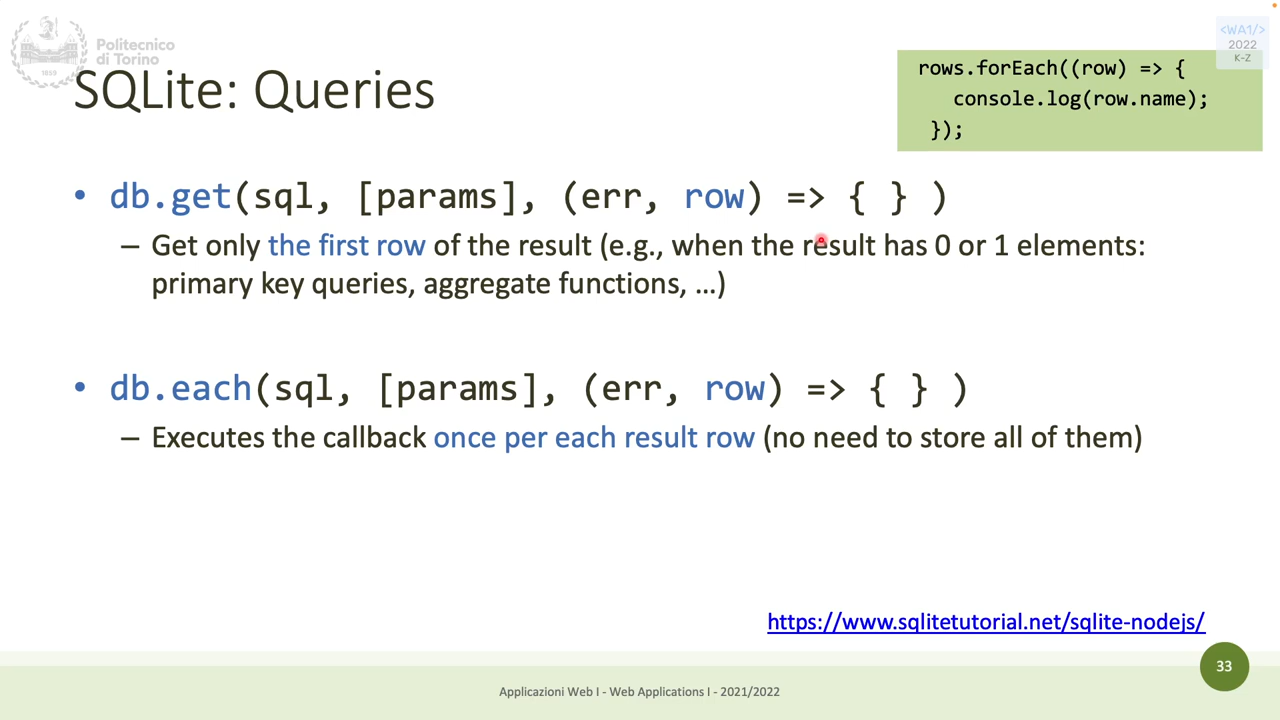 Politecnico
di Torino
1859
<WA1/>
2022
K-Z
SQLite: Queries
rows.forEach((row) => {
console.log(row.name);
});
• db.get(sql, [params], (err, row) => { } )
– Get only the first row of the result (e.g., when the result has 0 or 1 elements:
primary key queries, aggregate functions, …)
• db.each(sql, [params], (err, row) => { } )
– Executes the callback once per each result row (no need to store all of them)
https://www.sqlitetutorial.net/sqlite-nodejs/
33
Applicazioni Web I - Web Applications I - 2021/2022